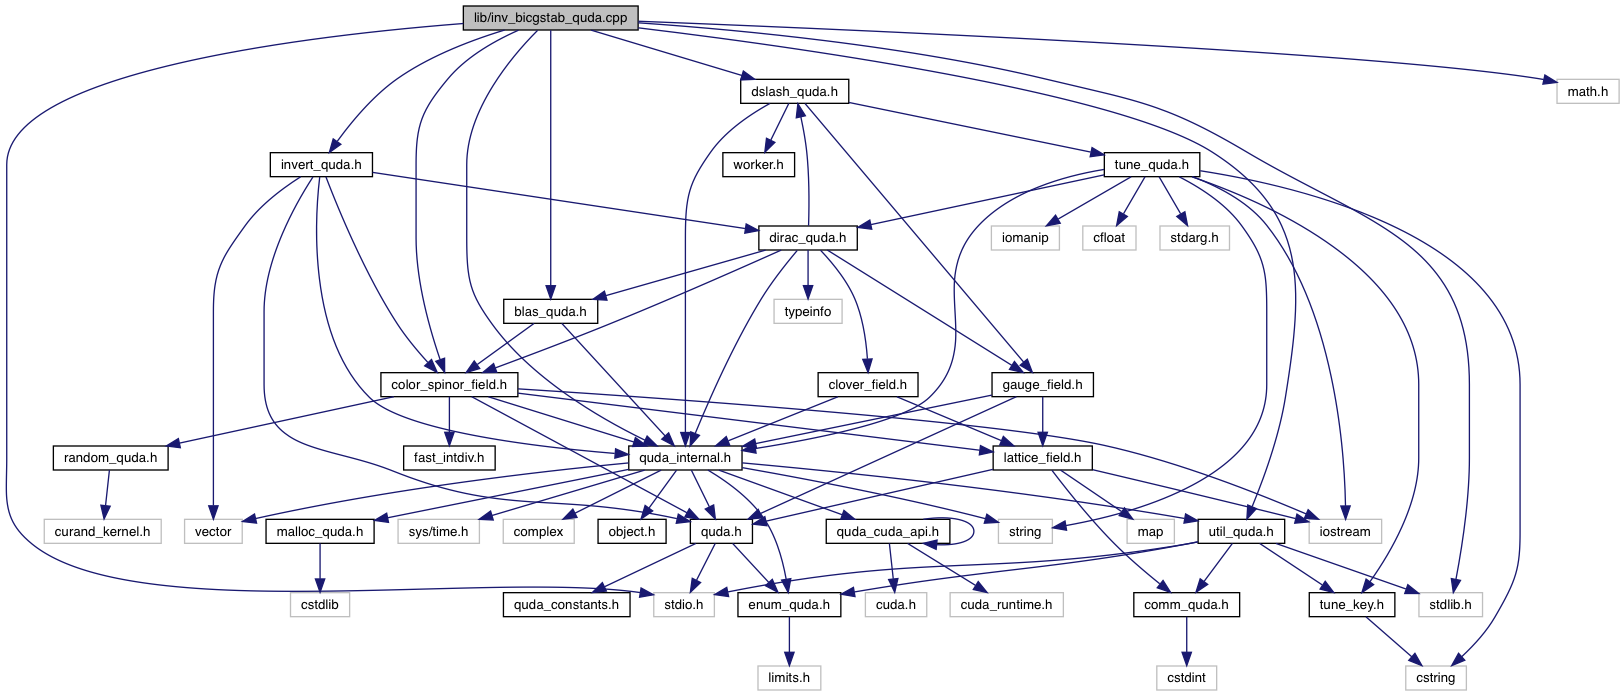 lib/inv_bicgstab_quda.cpp
dslash_quda.h
math.h
invert_quda.h
worker.h
tune_quda.h
dirac_quda.h
iomanip
cfloat
stdarg.h
blas_quda.h
typeinfo
color_spinor_field.h
clover_field.h
gauge_field.h
random_quda.h
fast_intdiv.h
quda_internal.h
lattice_field.h
curand_kernel.h
vector
malloc_quda.h
sys/time.h
complex
object.h
quda.h
quda_cuda_api.h
string
map
util_quda.h
iostream
cstdlib
quda_constants.h
stdio.h
enum_quda.h
cuda.h
cuda_runtime.h
comm_quda.h
tune_key.h
stdlib.h
limits.h
cstdint
cstring